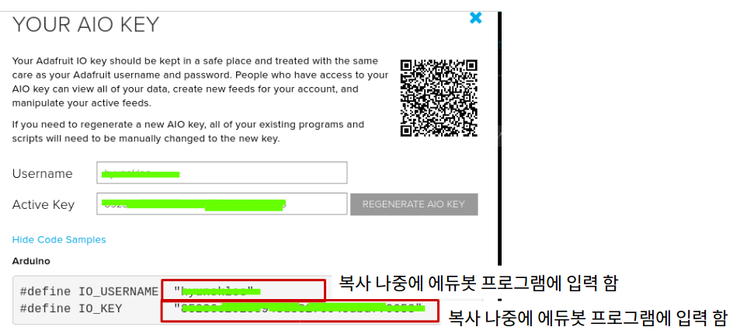 YOUR AIO KEY
Your Adafruit IO key should be kept in a safe place and treated with the same
care as your Adafruit username and password. People who have access to your
AIO key can view all of your data, create new feeds for your account, and
manipulate your active feeds.
If you need to regenerate a new AIO key, all of your existing programs and
scripts will need to be manually changed to the new key.
Username
Active Key
REGENERATE AIO KEY
Hide Code Samples
Arduino
#define IO_USERNAME
복사 나중에 에듀봇 프로그램에 입력 함
#define IO_KEY
복사 나중에 에듀봇 프로그램에 입력 함